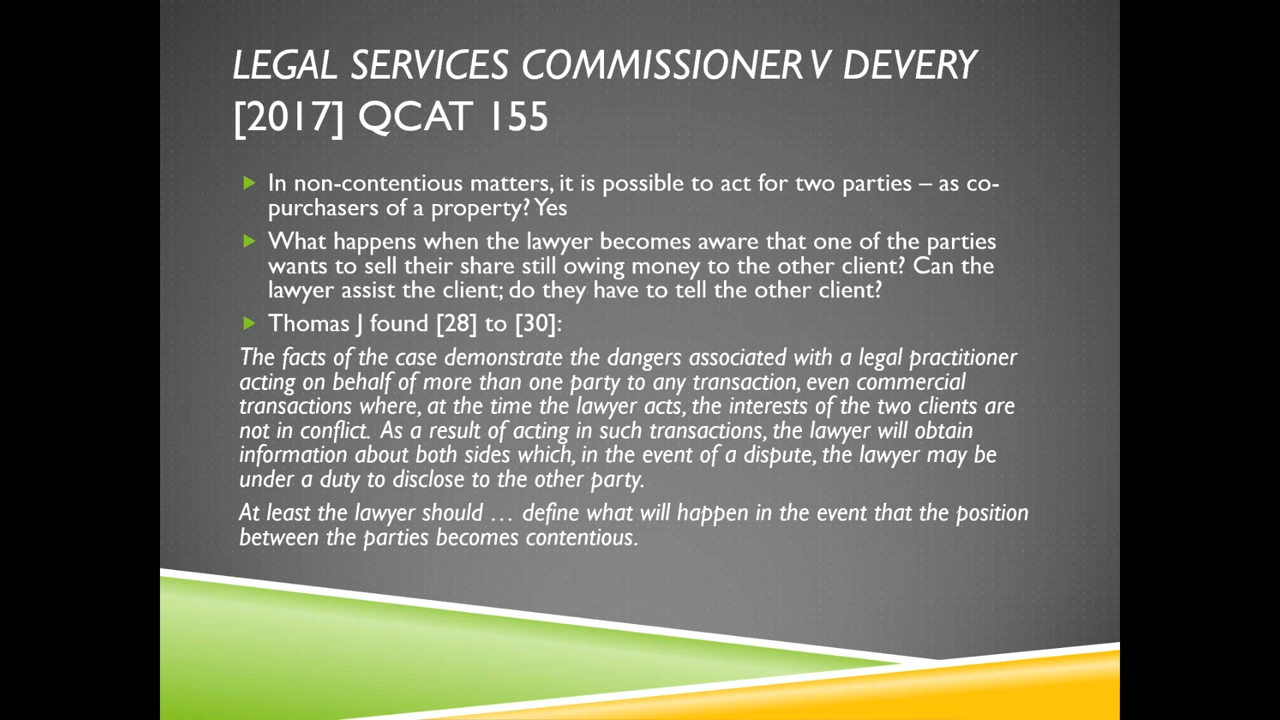 LEGAL SERVICES COMMISSIONER V DEVERY
[2017] QCAT 155
In non-contentious matters, it is possible to act for two parties – as co-
purchasers of a property? Yes
What happens when the lawyer becomes aware that one of the parties
wants to sell their share still owing money to the other client? Can the
lawyer assist the client; do they have to tell the other client?
Thomas J found [28] to [30]:
The facts of the case demonstrate the dangers associated with a legal practitioner
acting on behalf of more than one party to any transaction, even commercial
transactions where, at the time the lawyer acts, the interests of the two clients are
not in conflict. As a result of acting in such transactions, the lawyer will obtain
information about both sides which, in the event of a dispute, the lawyer may be
under a duty to disclose to the other party.
At least the lawyer should … define what will happen in the event that the position
between the parties becomes contentious.